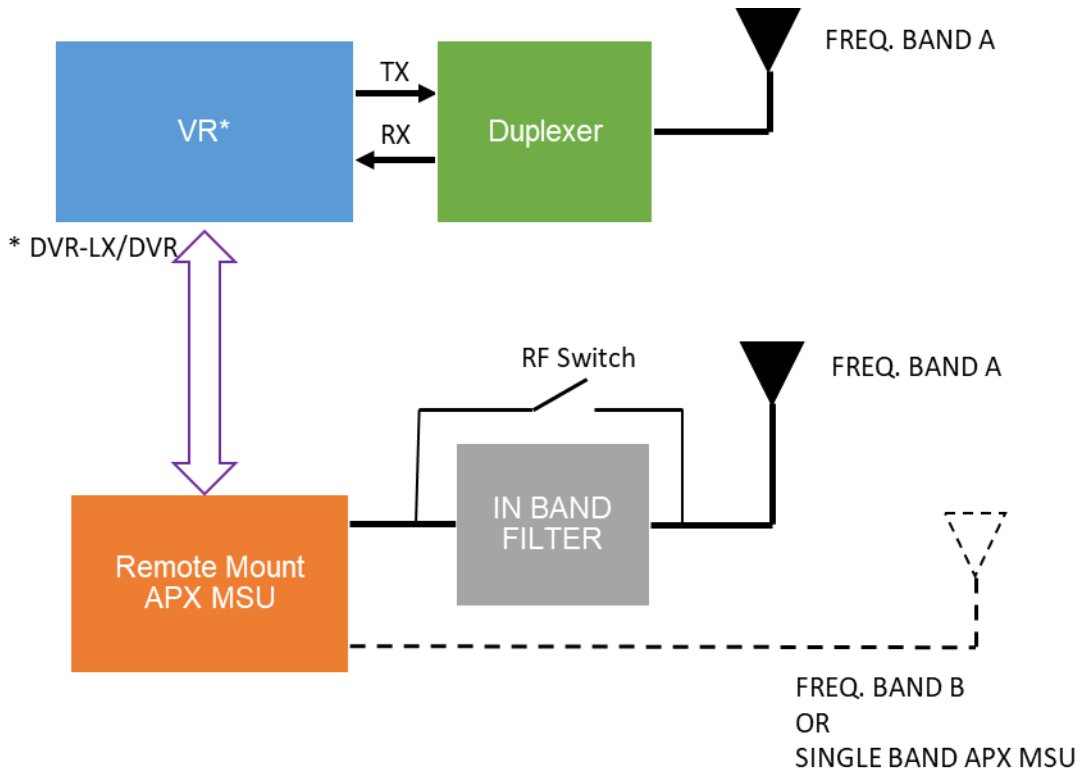 FREQ. BAND A
TX
VR*
Duplexer
RX
* DVR-LX/DVR
RF Switch
FREQ. BAND A
IN BAND
FILTER
Remote Mount
APX MSU
FREQ. BAND B
OR
SINGLE BAND APX MSU